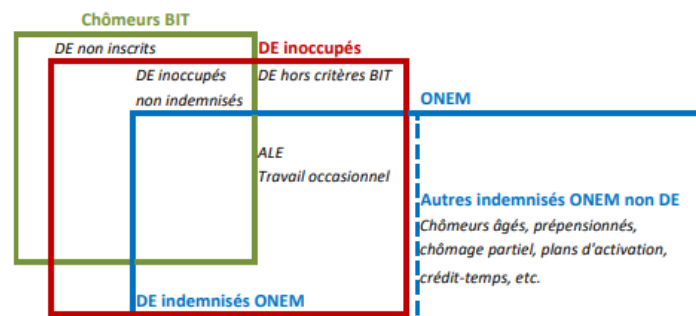 Chômeurs BIT
DE non inscrits
DE inoccupés
DE inoccupés
non indemnisés
DE hors critères BIT
ONEM
ALE
Travail occasionnel
Autres indemnisés ONEM non DE
Chômeurs âgés, prépensionnés,
chômage partiel, plans d'activation,
crédit-temps, etc.
DE indemnisés ONEM